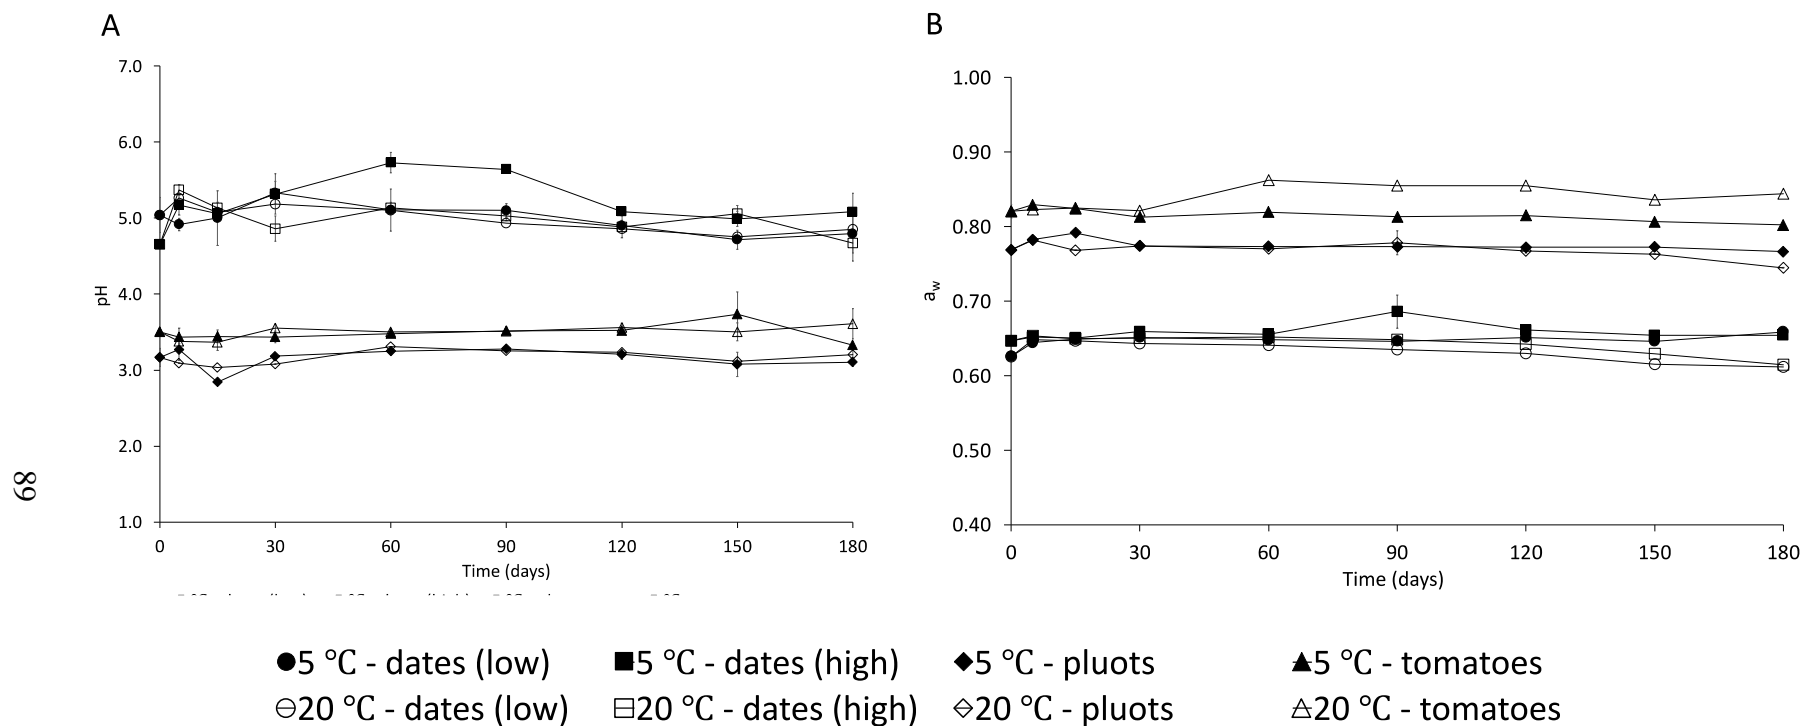 A
7.0
6.0
5.0
4.0
3.0
2.0
1.0
pH
0 30 60 90 120 150 180
Time (days)
B
1.00
0.90
0.80
0.70
0.60
0.50
0.40
aw
0 30 60 90 120 150 180
Time (days)
5 °C - dates (low) 5 °C - dates (high) 5 °C - pluots 5 °C - tomatoes
20 °C - dates (low) 20 °C - dates (high) 20 °C - pluots 20 °C - tomatoes
68